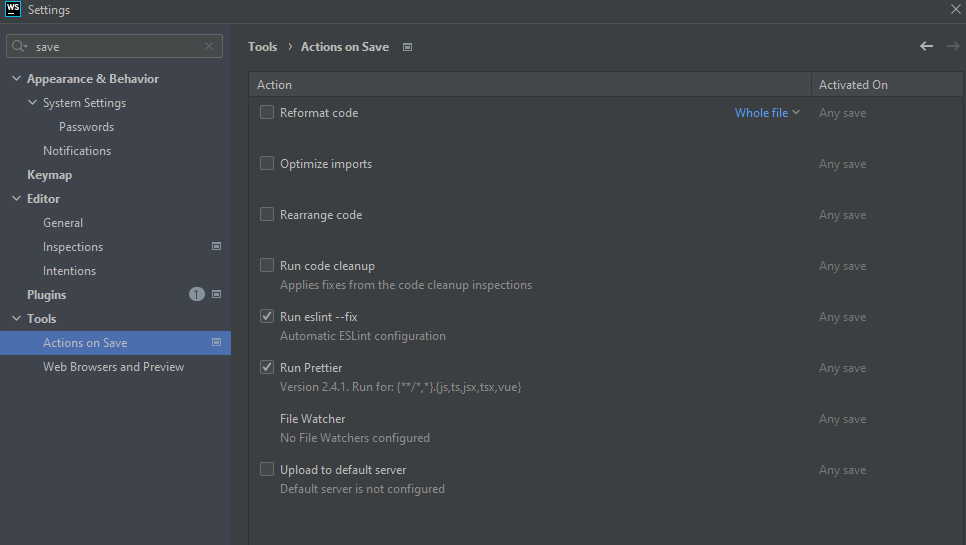 WS Settings
save
Appearance & Behavior
System Settings
Passwords
Notifications
Keymap
Editor
General
Inspections
Intentions
Plugins 1
Tools
Actions on Save
Web Browsers and Preview
Tools › Actions on Save
Action Activated On
Reformat code Whole file Any save
Optimize imports Any save
Rearrange code Any save
Run code cleanup Any save
Applies fixes from the code cleanup inspections
Run eslint --fix Any save
Automatic ESLint configuration
Run Prettier Any save
Version 2.4.1. Run for: {**/*,*}.{js,ts,jsx,tsx,vue}
File Watcher Any save
No File Watchers configured
Upload to default server Any save
Default server is not configured